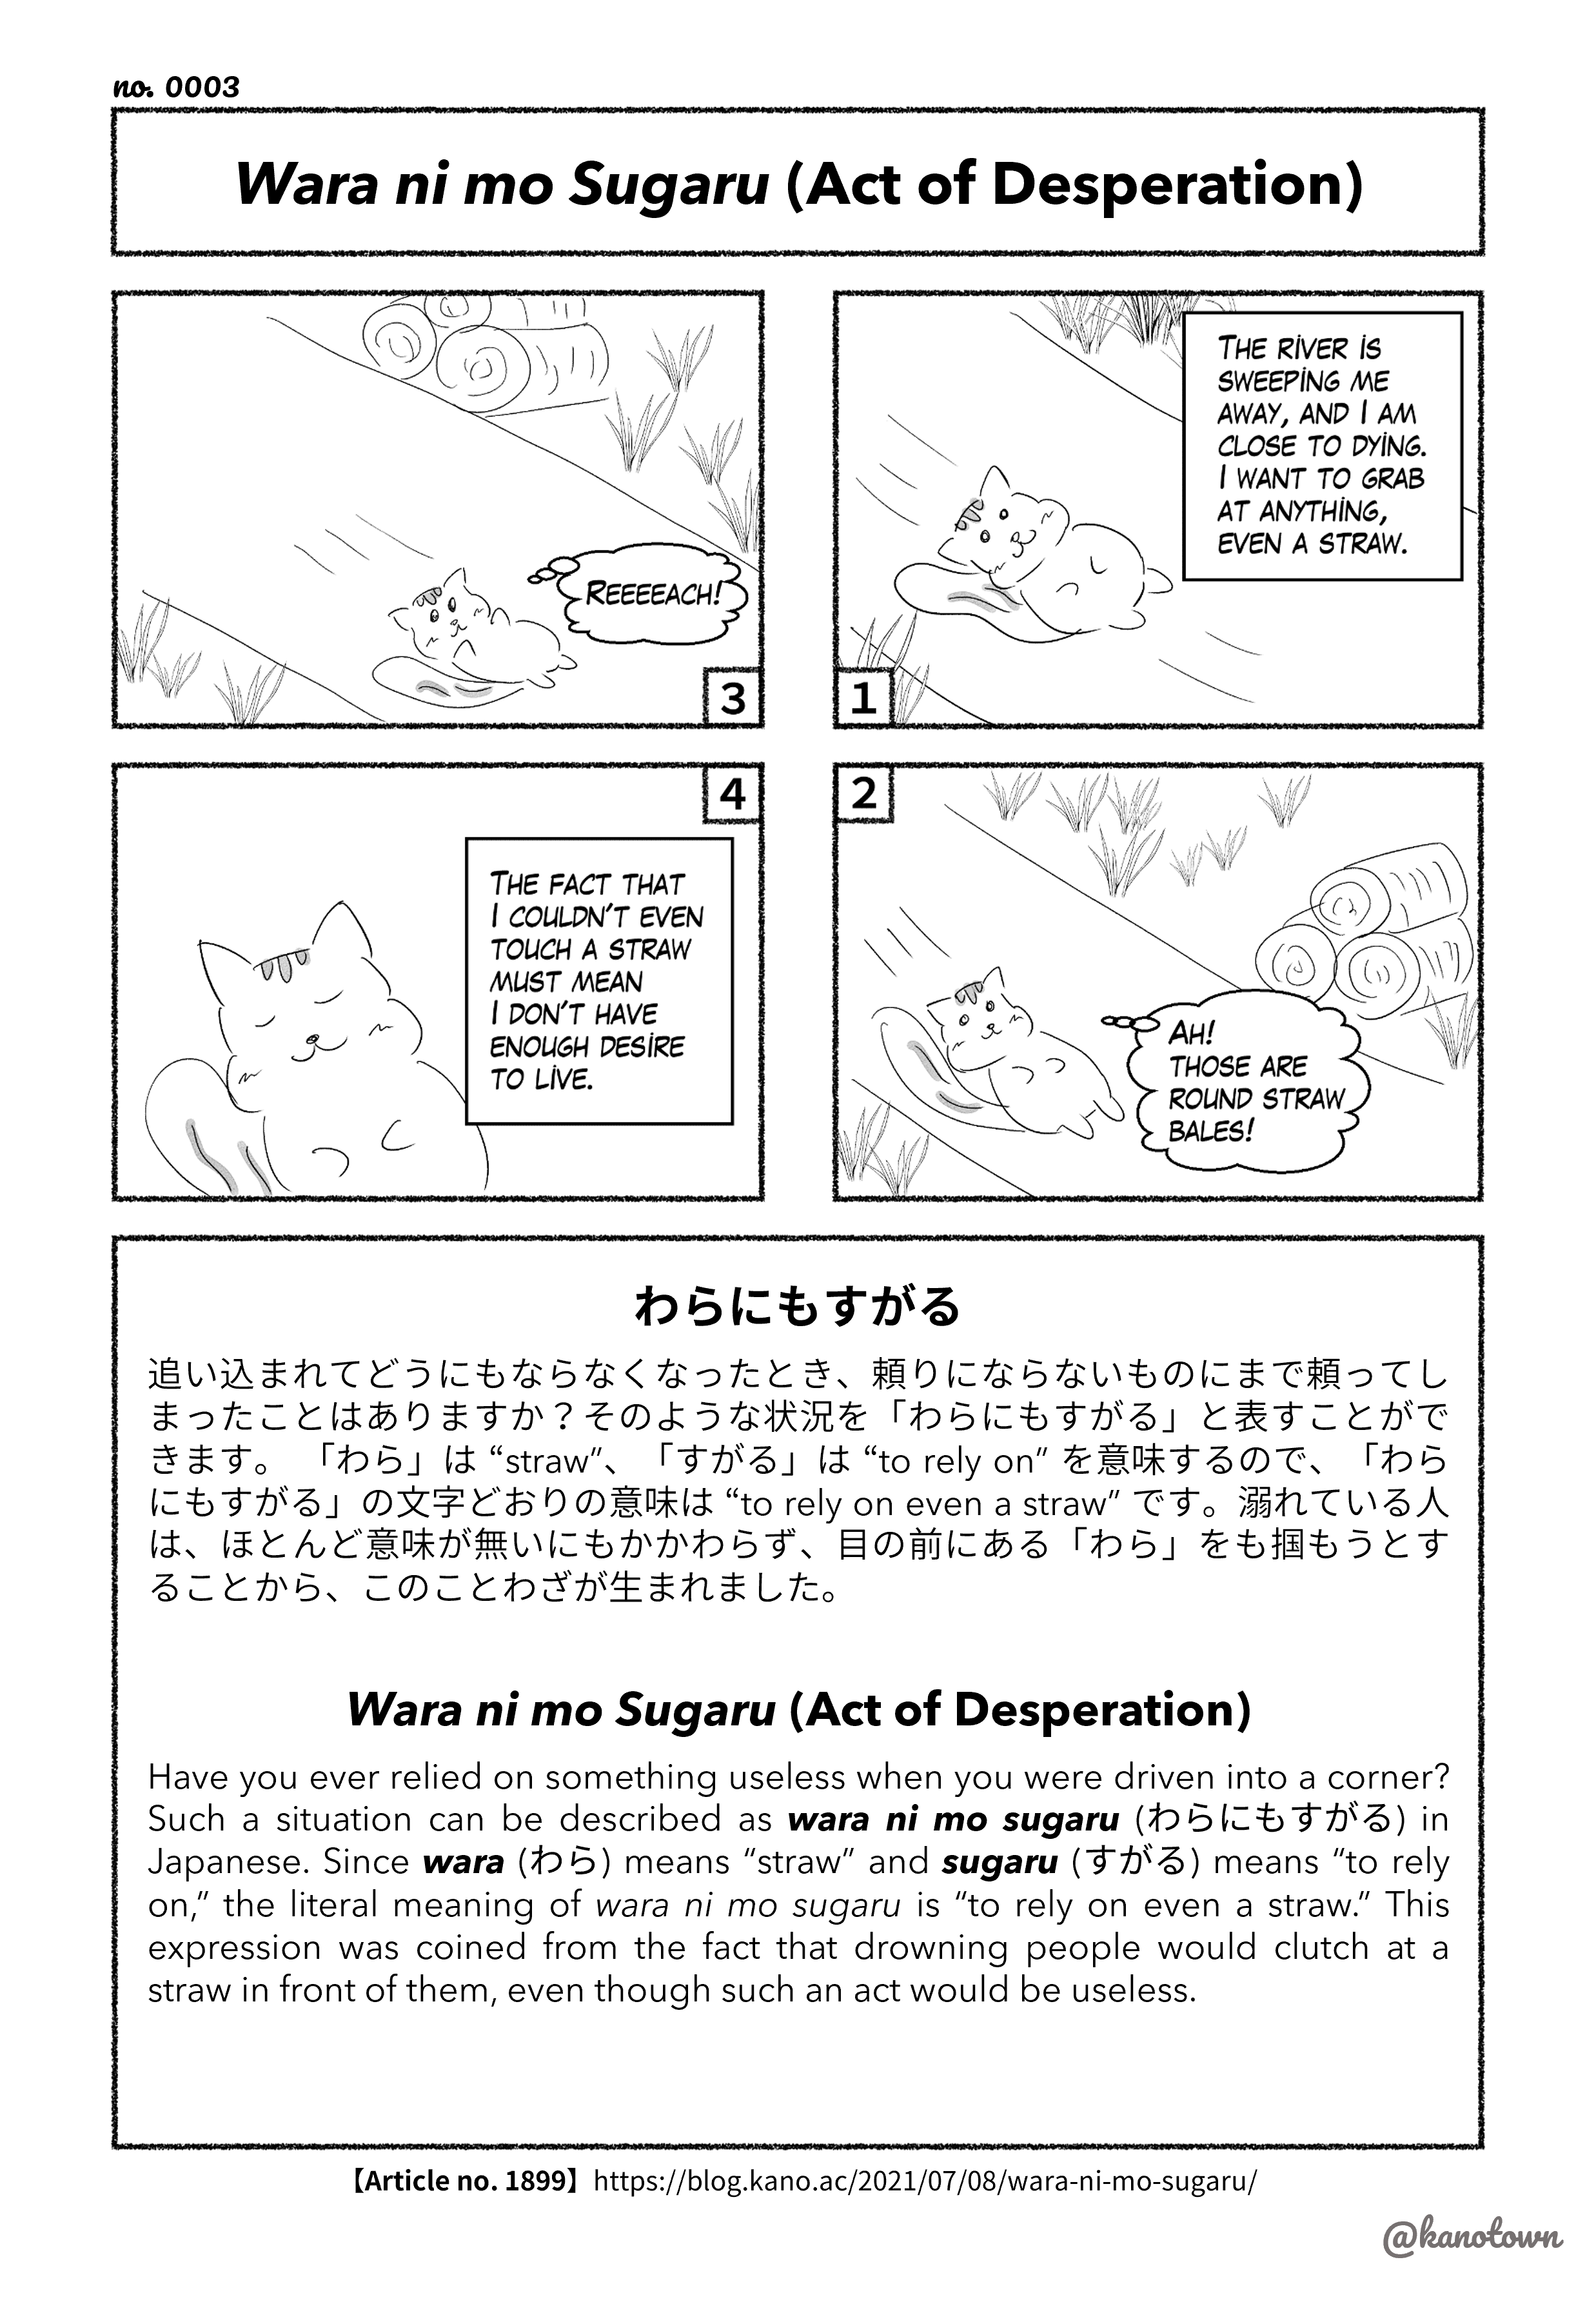 no. 0003
Wara ni mo Sugaru (Act of Desperation)
THE RIVER IS
SWEEPING ME
AWAY, AND I AM
CLOSE TO DYING.
I WANT TO GRAB
AT ANYTHING,
EVEN A STRAW.
1
2
AH!
THOSE ARE
ROUND STRAW
BALES!
REEEEACH!
3
4
THE FACT THAT
I COULDN'T EVEN
TOUCH A STRAW
MUST MEAN
I DON'T HAVE
ENOUGH DESIRE
TO LIVE.
わらにもすがる
追い込まれてどうにもならなくなったとき、頼りにならないものにまで頼ってし
まったことはありますか？そのような状況を「わらにもすがる」と表すことがで
きます。 「わら」は “straw”、「すがる」は “to rely on” を意味するので、「わら
にもすがる」の文字どおりの意味は “to rely on even a straw” です。溺れている人
は、ほとんど意味が無いにもかかわらず、目の前にある「わら」をも掴もうとす
ることから、このことわざが生まれました。
Wara ni mo Sugaru (Act of Desperation)
Have you ever relied on something useless when you were driven into a corner?
Such a situation can be described as wara ni mo sugaru (わらにもすがる) in
Japanese. Since wara (わら) means “straw” and sugaru (すがる) means “to rely
on,” the literal meaning of wara ni mo sugaru is “to rely on even a straw.” This
expression was coined from the fact that drowning people would clutch at a
straw in front of them, even though such an act would be useless.
【Article no. 1899】https://blog.kano.ac/2021/07/08/wara-ni-mo-sugaru/
@kanotown